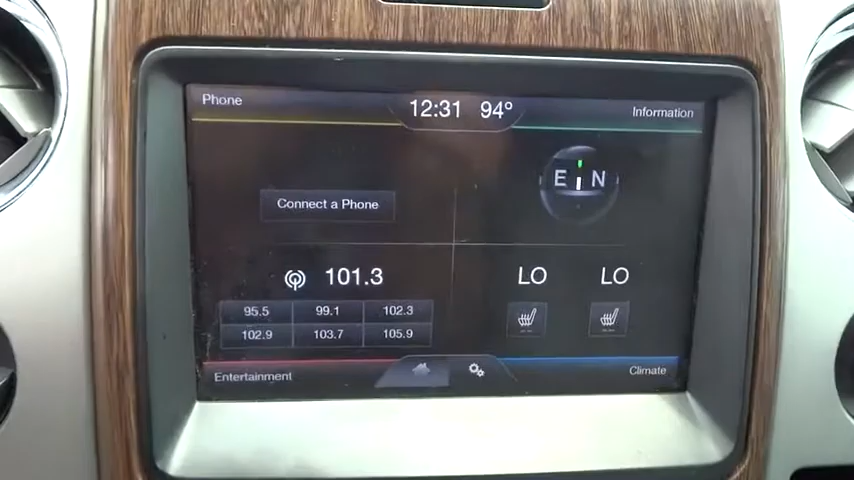 Phone 12:31 94° Information
E N
Connect a Phone
101.3 LO LO
95.5 99.1 102.3
102.9 103.7 105.9
Entertainment Climate